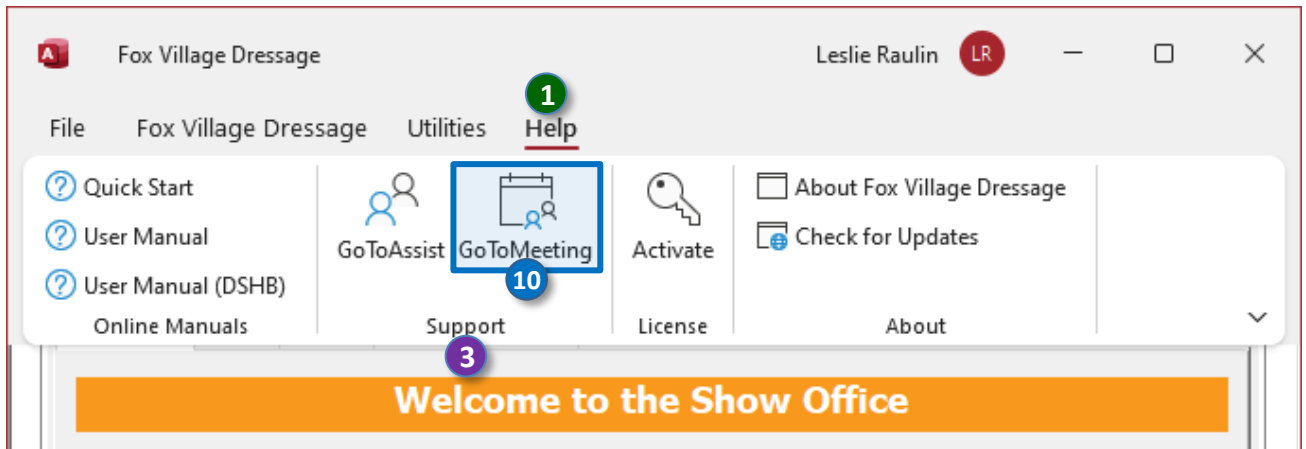 A Fox Village Dressage Leslie Raulin LR
1
File Fox Village Dressage Utilities Help
Quick Start
User Manual
User Manual (DSHB)
Online Manuals
GoToAssist GoToMeeting
10
Support
3
Activate
License
About Fox Village Dressage
Check for Updates
About
Welcome to the Show Office